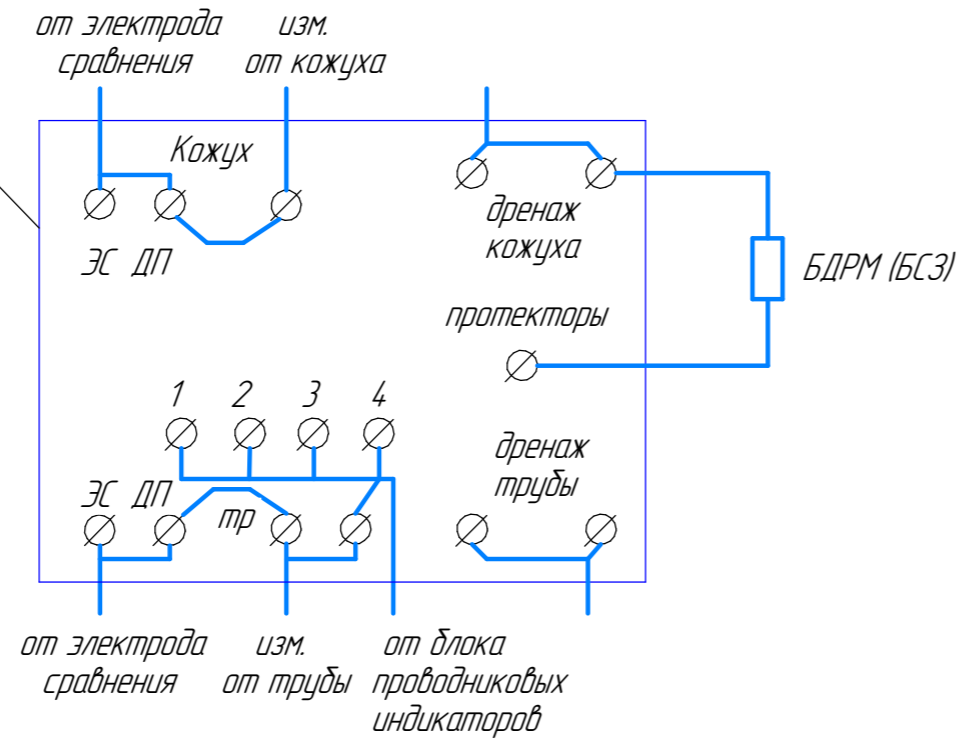 от электрода
сравнения
изм.
от кожуха
Кожух
ЭС ДП
дренаж
кожуха
БДРМ (БСЗ)
протекторы
1 2 3 4
дренаж
трубы
ЭС ДП
тр
от электрода
сравнения
изм.
от трубы
от блока
проводниковых
индикаторов